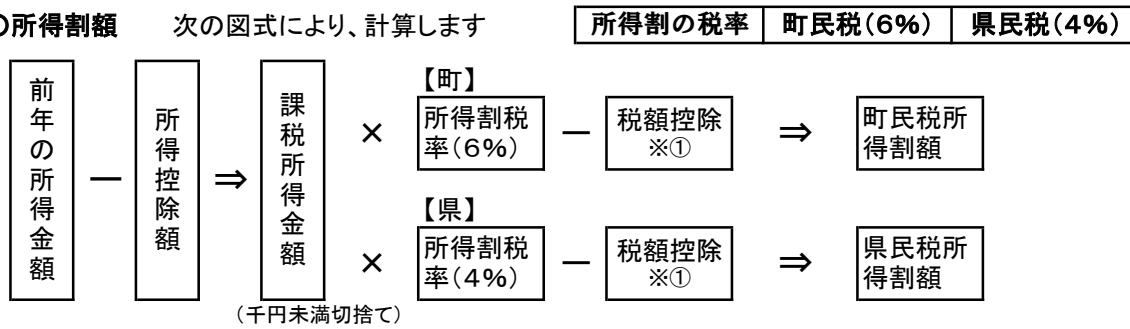 の所得割額 次の図式により、計算します
所得割の税率 町民税(6%) 県民税(4%)
前年の所得金額
－
所得控除額
⇒
課税所得金額
(千円未満切捨て)
【町】
×
所得割税
率(6%)
－
税額控除
※①
⇒
町民税所
得割額
【県】
×
所得割税
率(4%)
－
税額控除
※①
⇒
県民税所
得割額